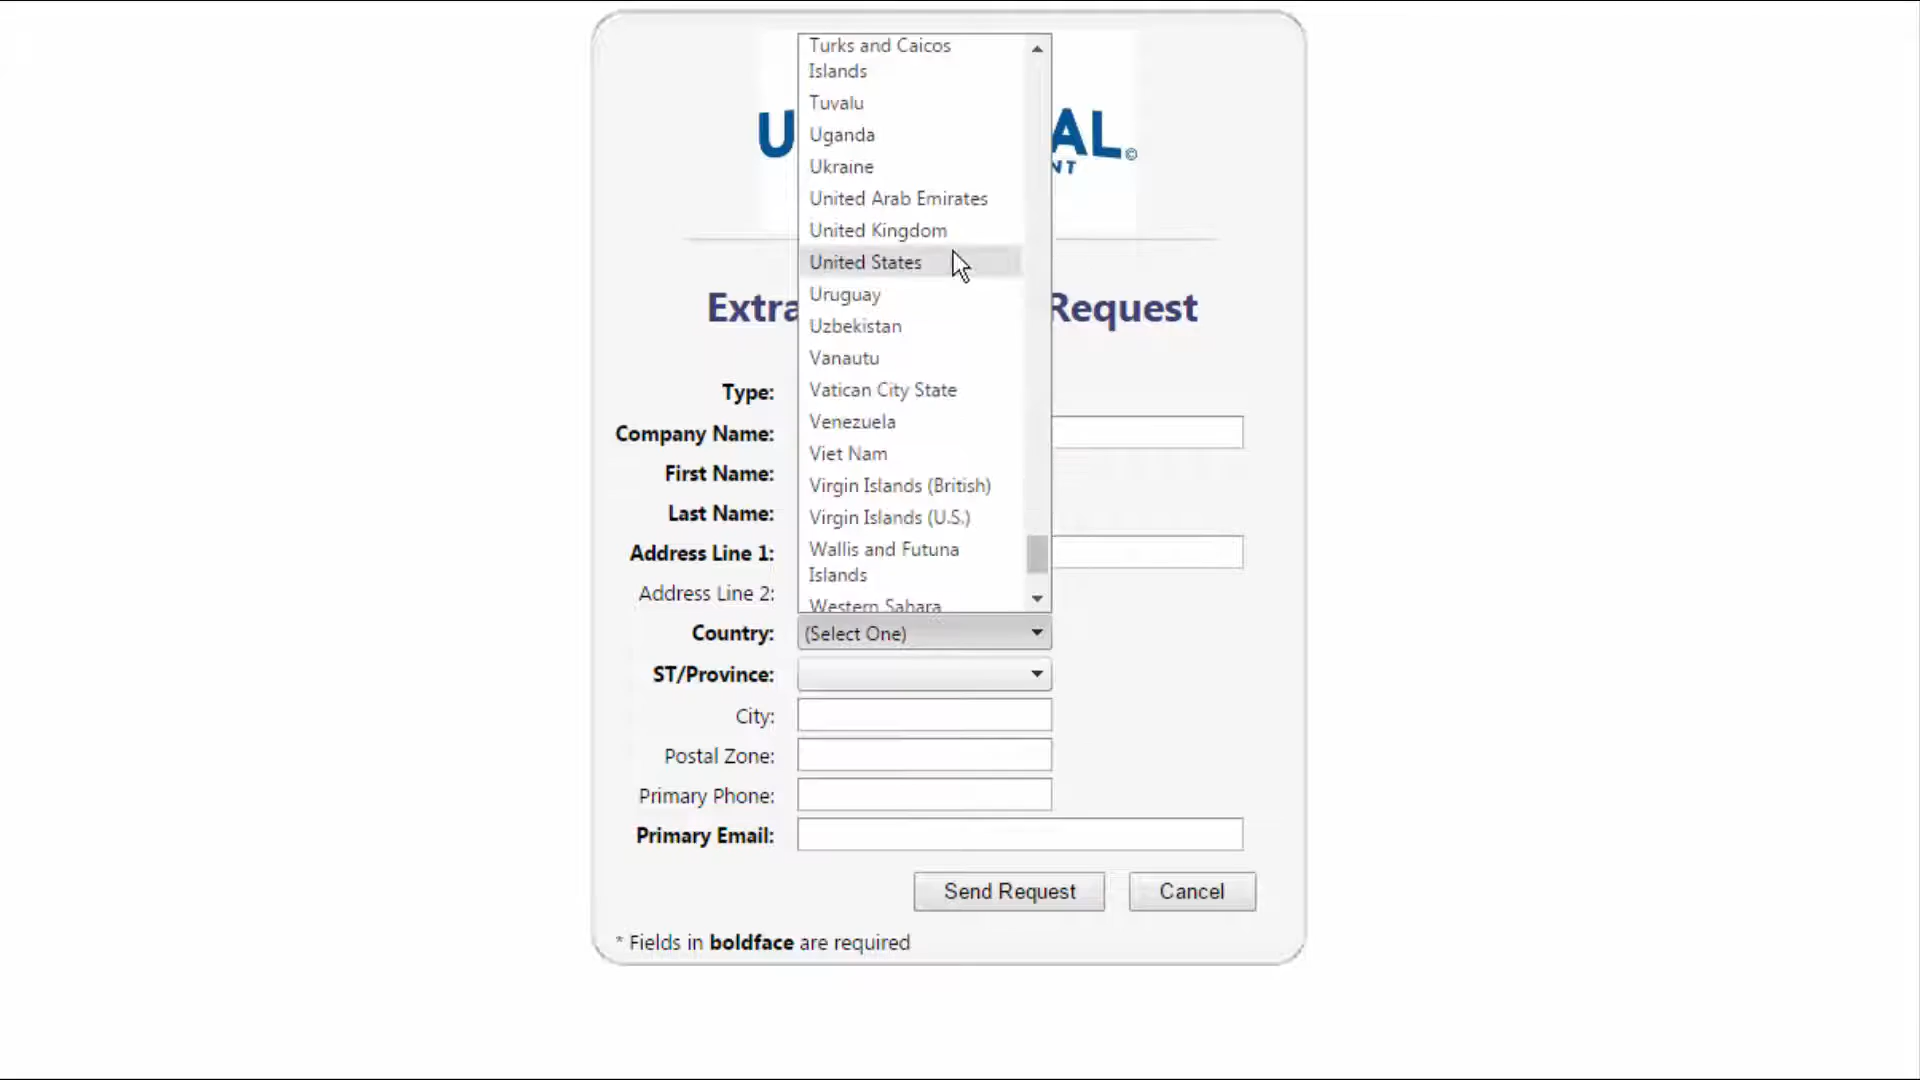 Turks and Caicos
Islands
Tuvalu
Uganda
Ukraine
United Arab Emirates
United Kingdom
United States
Uruguay
Uzbekistan
Vanautu
Vatican City State
Venezuela
Viet Nam
Virgin Islands (British)
Virgin Islands (U.S.)
Wallis and Futuna
Islands
Western Sahara
U AL©
NT
Extra Request
Type:
Company Name:
First Name:
Last Name:
Address Line 1:
Address Line 2:
Country: (Select One)
ST/Province:
City:
Postal Zone:
Primary Phone:
Primary Email:
Send Request Cancel
* Fields in boldface are required